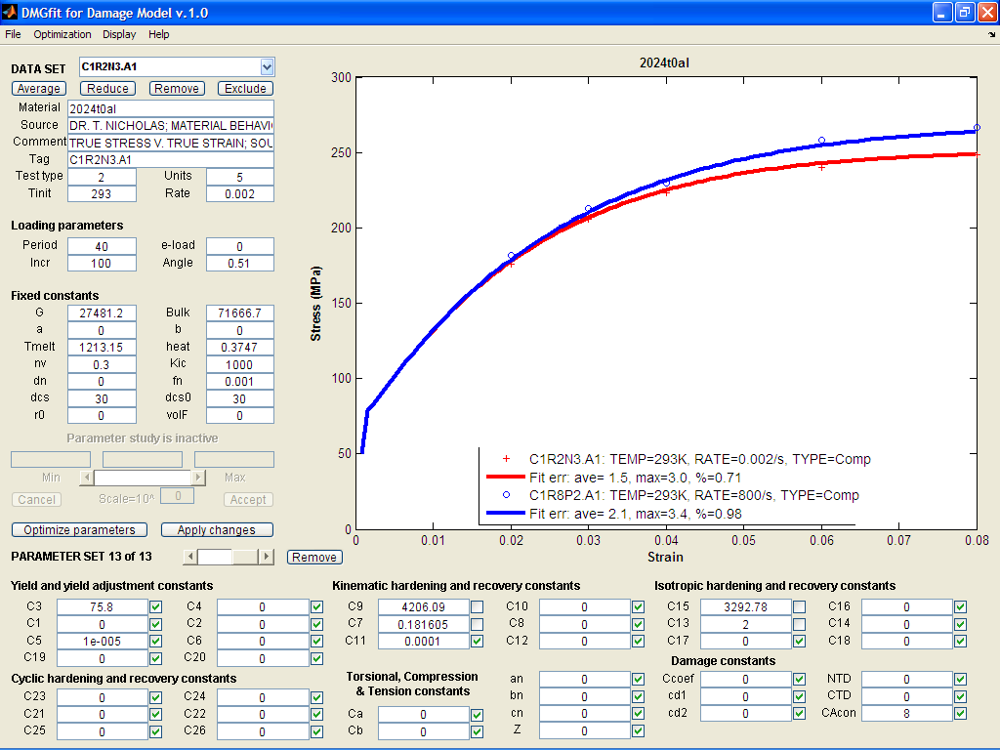 DMGfit for Damage Model v.1.0
File Optimization Display Help
DATA SET C1R2N3.A1
Average Reduce Remove Exclude
Material 2024t0al
Source DR. T. NICHOLAS; MATERIAL BEHAVI
Comment TRUE STRESS V. TRUE STRAIN; SOU
Tag C1R2N3.A1
Test type 2 Units 5
Tinit 293 Rate 0.002
Loading parameters
Period 40 e-load 0
Incr 100 Angle 0.51
Fixed constants
G 27481.2 Bulk 71666.7
a 0 b 0
Tmelt 1213.15 heat 0.3747
nv 0.3 Kic 1000
dn 0 fn 0.001
dcs 30 dcs0 30
r0 0 volF 0
Parameter study is inactive
Min Max
Cancel Scale=10^ 0 Accept
Optimize parameters Apply changes
PARAMETER SET 13 of 13 Remove
2024t0al
300
250
200
150
100
50
0
Stress (MPa)
0 0.01 0.02 0.03 0.04 0.05 0.06 0.07 0.08
Strain
C1R2N3.A1: TEMP=293K, RATE=0.002/s, TYPE=Comp
Fit err: ave= 1.5, max=3.0, %=0.71
C1R8P2.A1: TEMP=293K, RATE=800/s, TYPE=Comp
Fit err: ave= 2.1, max=3.4, %=0.98
Yield and yield adjustment constants
C3 75.8 C4 0
C1 0 C2 0
C5 1e-005 C6 0
C19 0 C20 0
Cyclic hardening and recovery constants
C23 0 C24 0
C21 0 C22 0
C25 0 C26 0
Kinematic hardening and recovery constants
C9 4206.09 C10 0
C7 0.181605 C8 0
C11 0.0001 C12 0
Torsional, Compression
& Tension constants
Ca 0
Cb 0
an 0
bn 0
cn 0
Z 0
Isotropic hardening and recovery constants
C15 3292.78 C16 0
C13 2 C14 0
C17 0 C18 0
Damage constants
Ccoef 0 NTD 0
cd1 0 CTD 0
cd2 0 CAcon 8